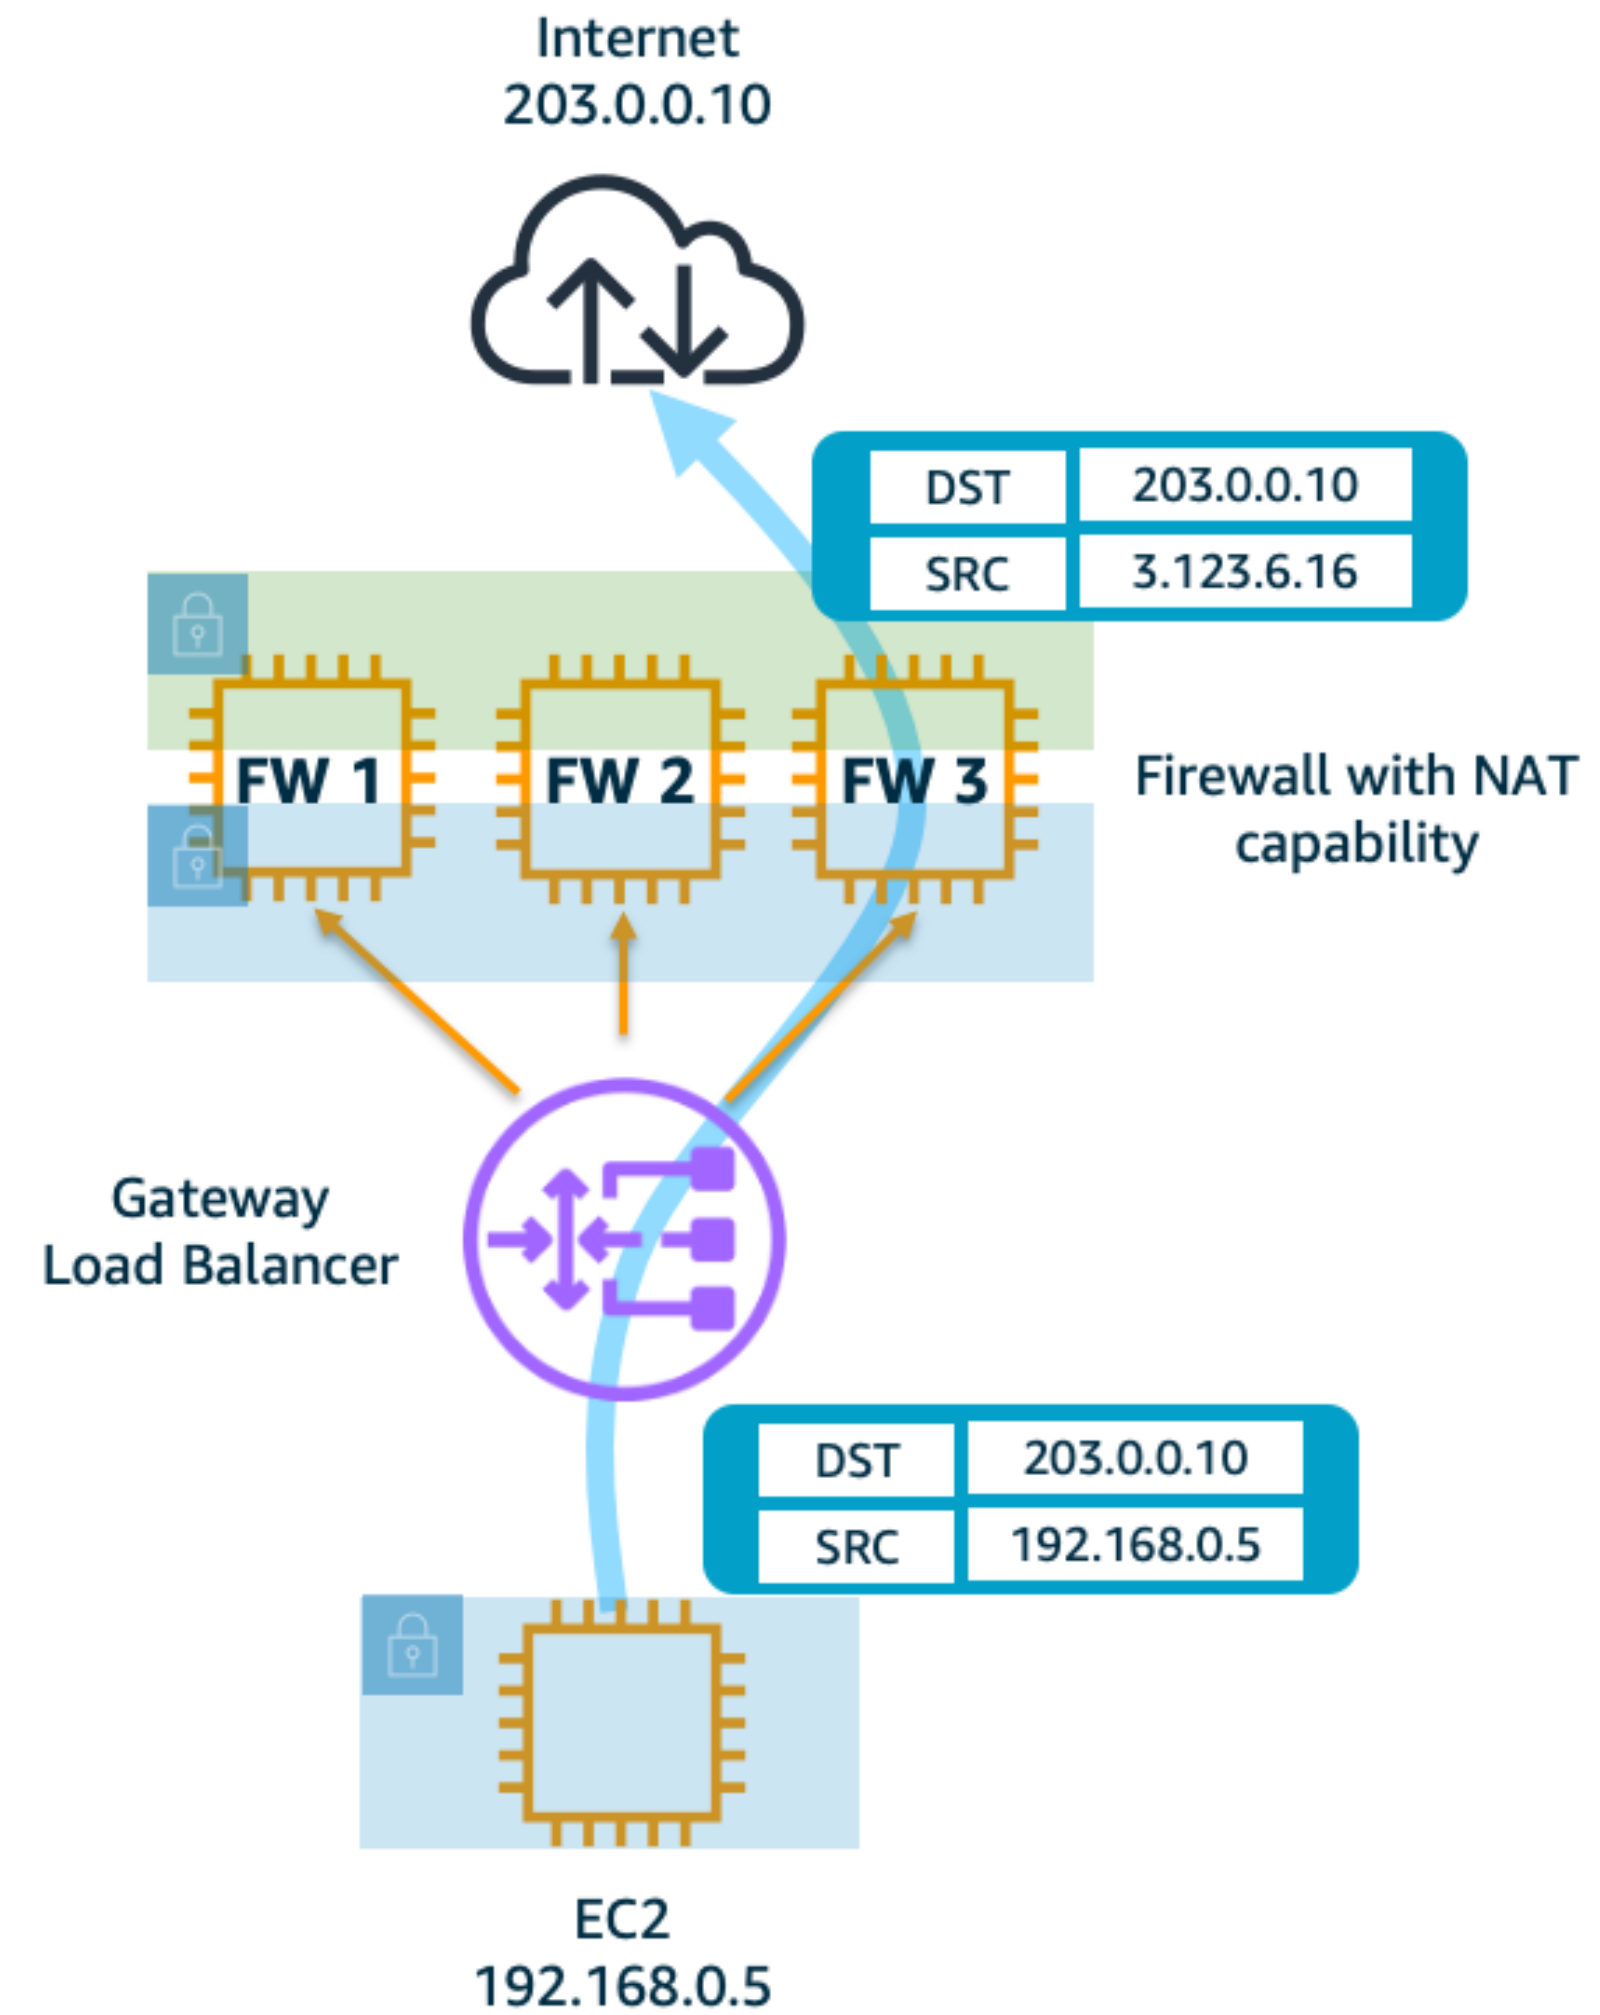 Internet
203.0.0.10
DST 203.0.0.10
SRC 3.123.6.16
FW 1 FW 2 FW 3
Firewall with NAT
capability
Gateway
Load Balancer
DST 203.0.0.10
SRC 192.168.0.5
EC2
192.168.0.5